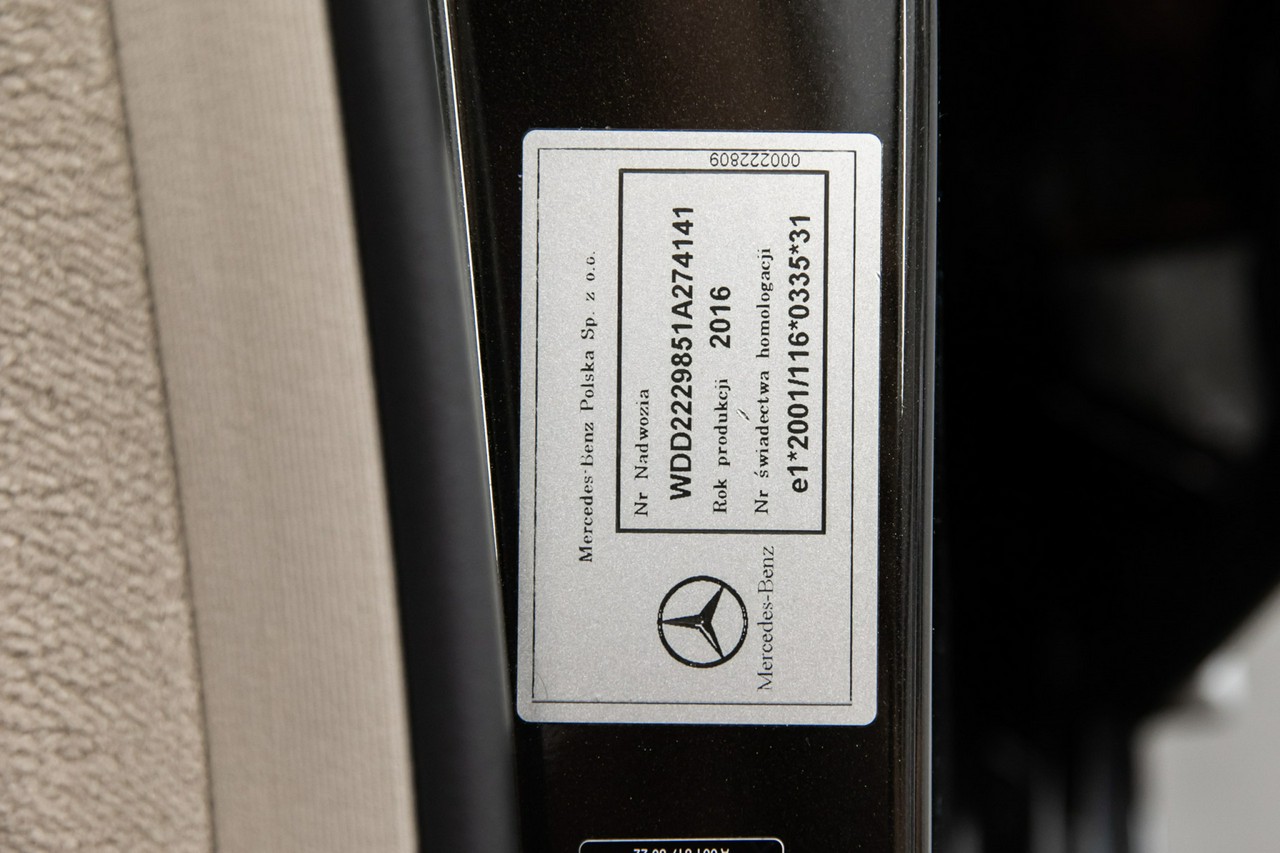 Mercedes-Benz Polska Sp. z o.o.
Nr Nadwozia
WDD2229851A274141
Rok produkcji 2016
Nr świadectwa homologacji
e1*2001/116*0335*31
Mercedes-Benz
000222809